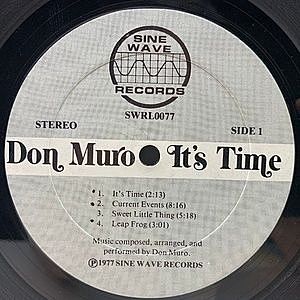 SINE
WAVE
RECORDS
SWRL0077
STEREO
SIDE 1
Don Muro It's Time
* 1. It's Time (2:13)
* 2. Current Events (8:16)
3. Sweet Little Thing (5:18)
* 4. Leap Frog (3:01)
Music composed, arranged, and
performed by Don Muro.
Ⓟ 1977 SINE WAVE RECORDS